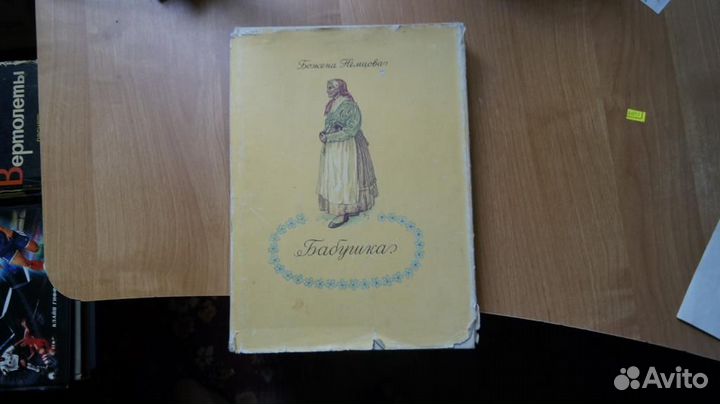 Божена Немцова
Бабушка
Вертолеты
Avito